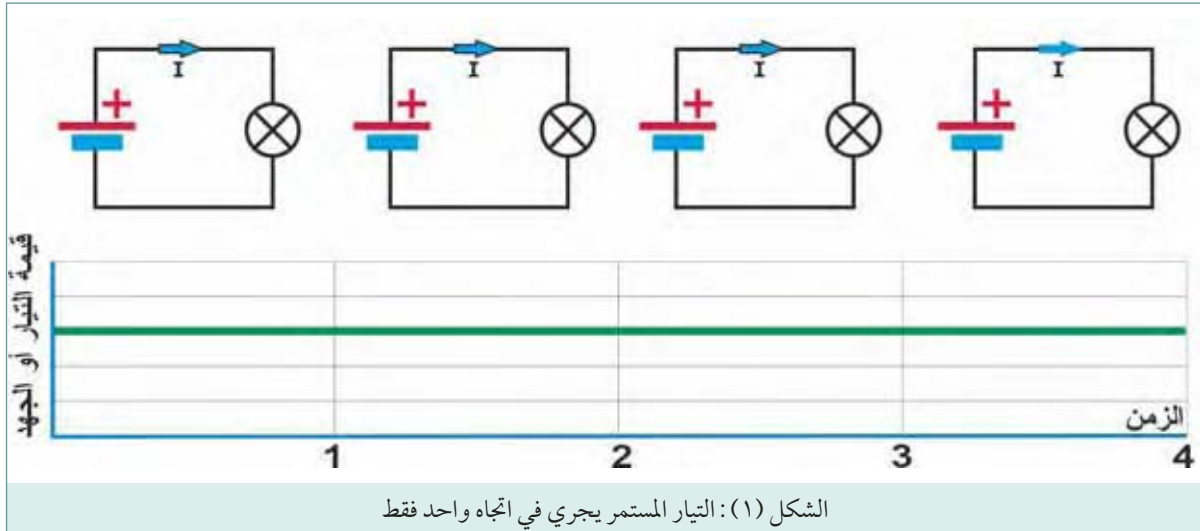 + I + I + I + I
قيمة التيار أو الجهد
الزمن
1 2 3 4
الشكل (١): التيار المستمر يجري في اتجاه واحد فقط